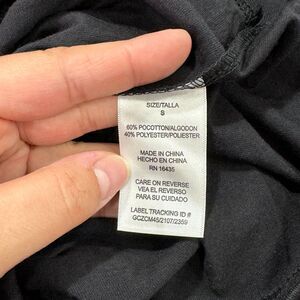 SIZE/TALLA
S
60% POCOTTON/ALGODON
40% POLYESTER/POLIESTER
MADE IN CHINA
HECHO EN CHINA
RN 16435
CARE ON REVERSE
VEA EL REVERSO
PARA SU CUIDADO
LABEL TRACKING ID #
GCZCM45/2107/2359